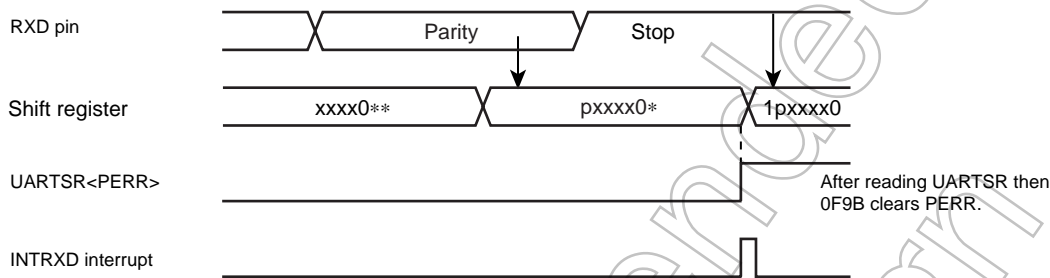 RXD pin
Parity
Stop
Shift register
xxxx0**
pxxxx0*
1pxxxx0
UARTSR<PERR>
After reading UARTSR then
0F9B clears PERR.
INTRXD interrupt